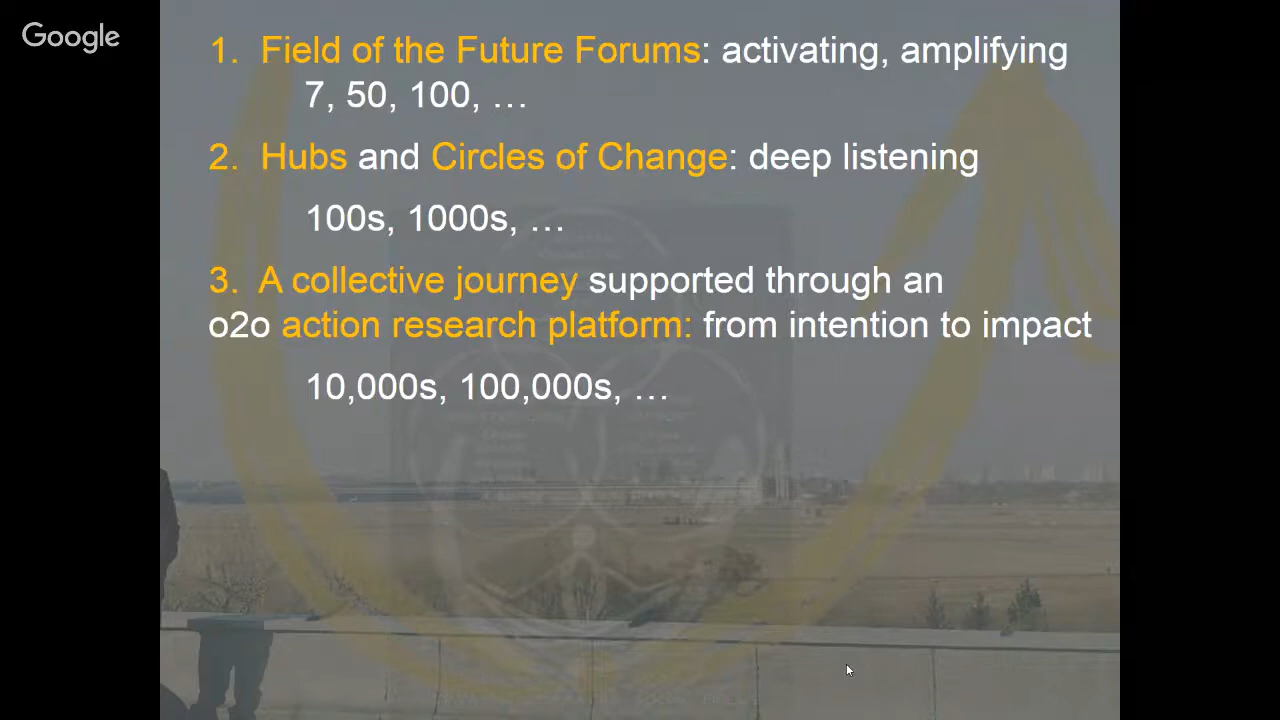 Google
1. Field of the Future Forums: activating, amplifying
7, 50, 100, …
2. Hubs and Circles of Change: deep listening
100s, 1000s, …
3. A collective journey supported through an
o2o action research platform: from intention to impact
10,000s, 100,000s, …